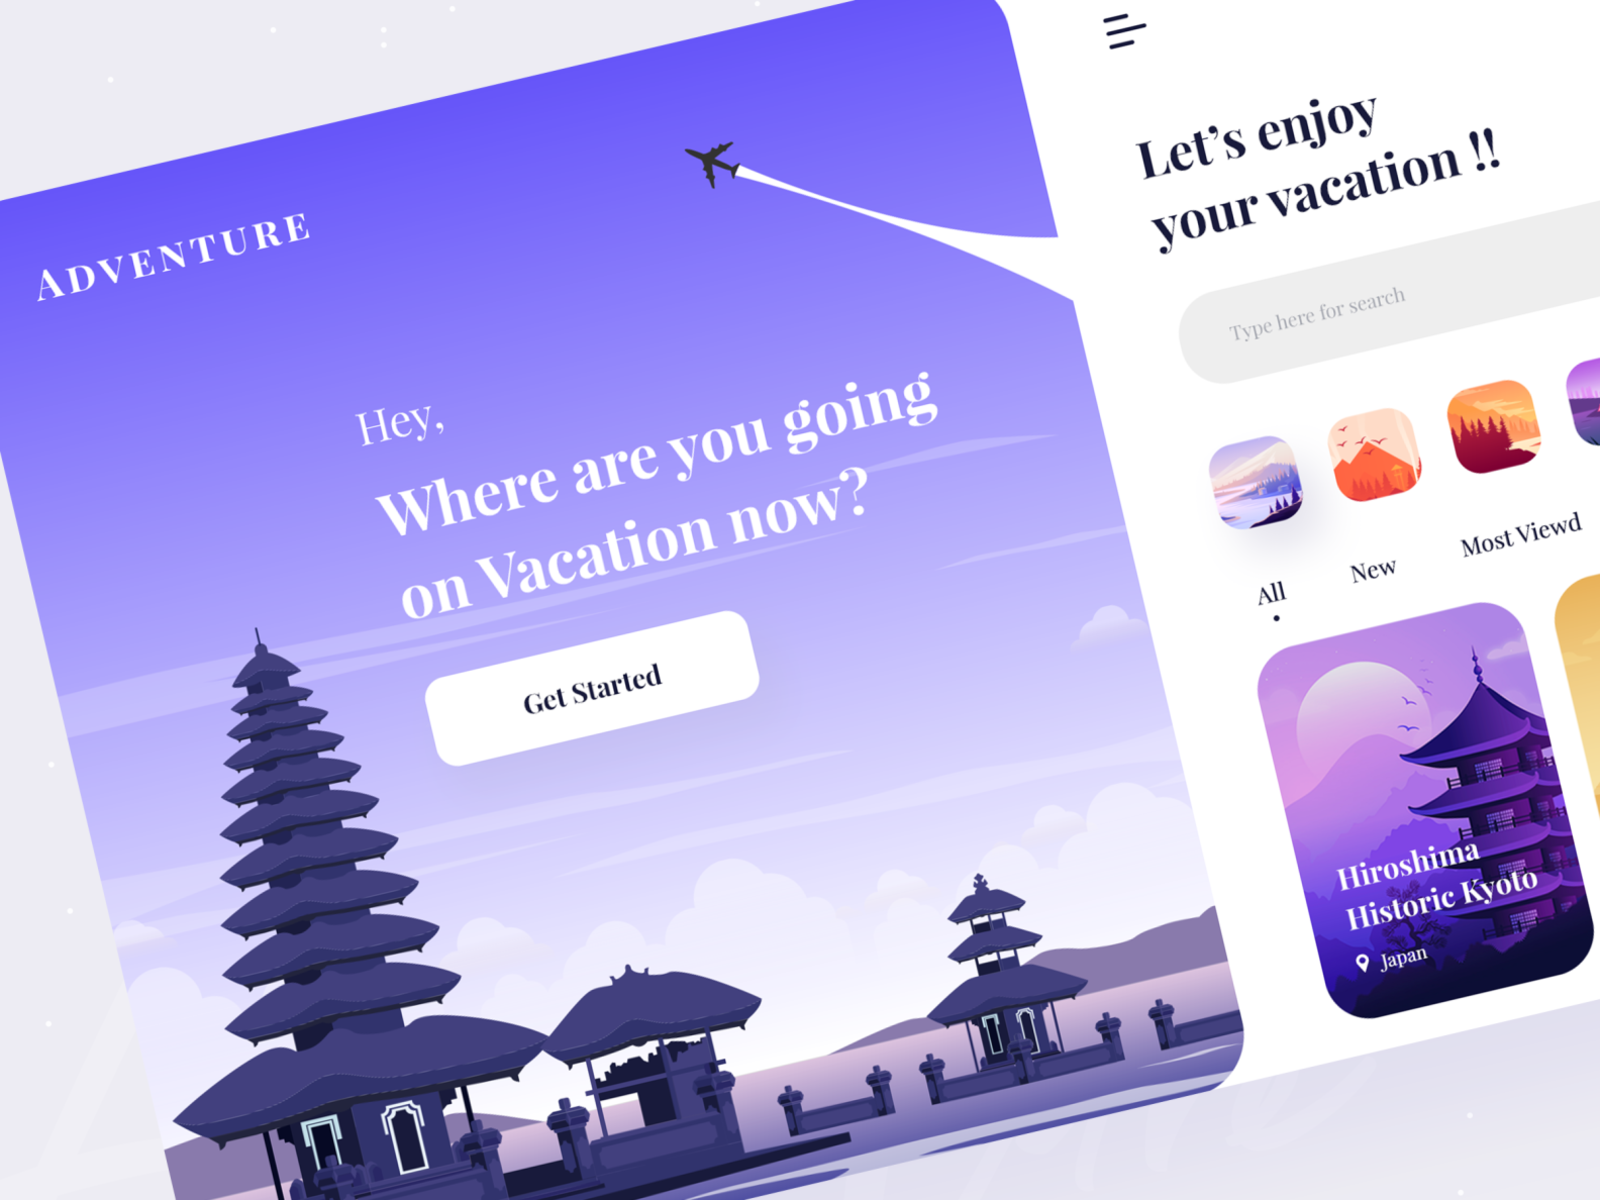 ADVENTURE
Hey,
Where are you going
on Vacation now?
Get Started
Let's enjoy
your vacation !!
Type here for search
All
New
Most Viewd
Hiroshima
Historic Kyoto
Japan